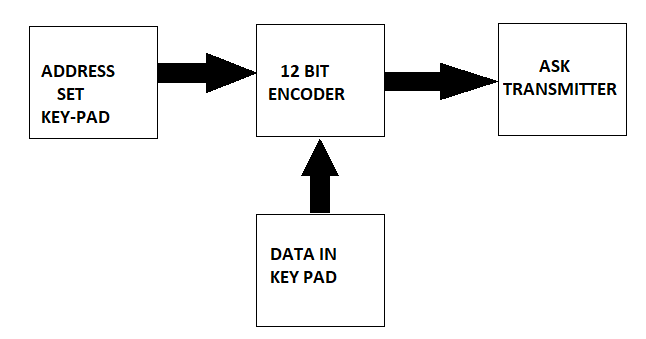 ADDRESS
SET
KEY-PAD
12 BIT
ENCODER
ASK
TRANSMITTER
DATA IN
KEY PAD